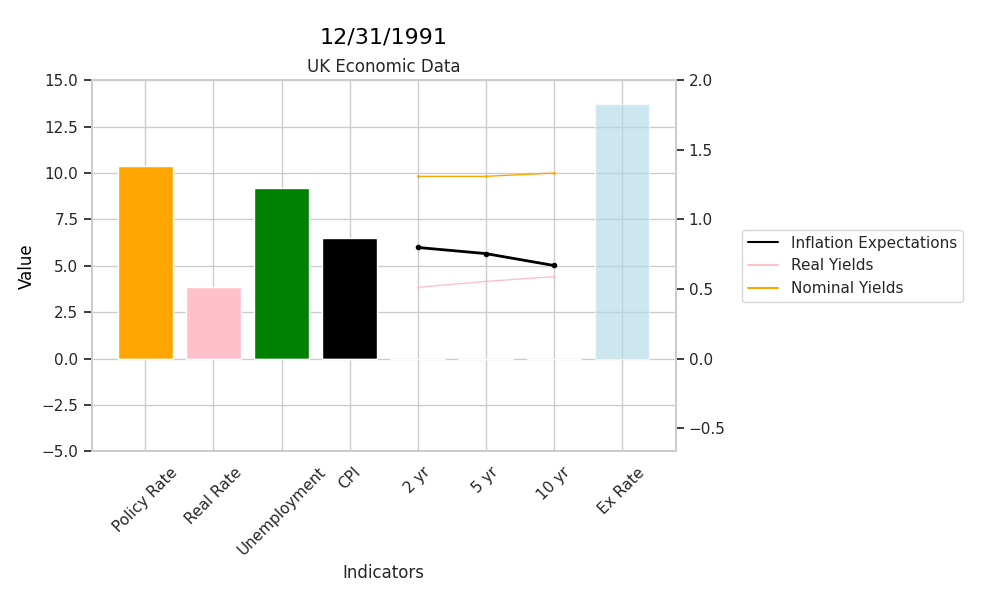 12/31/1991
UK Economic Data
15.0
12.5
10.0
7.5
5.0
2.5
0.0
−2.5
−5.0
Value
2.0
1.5
1.0
0.5
0.0
−0.5
Policy Rate
Real Rate
Unemployment
CPI
2 yr
5 yr
10 yr
Ex Rate
Indicators
Inflation Expectations
Real Yields
Nominal Yields